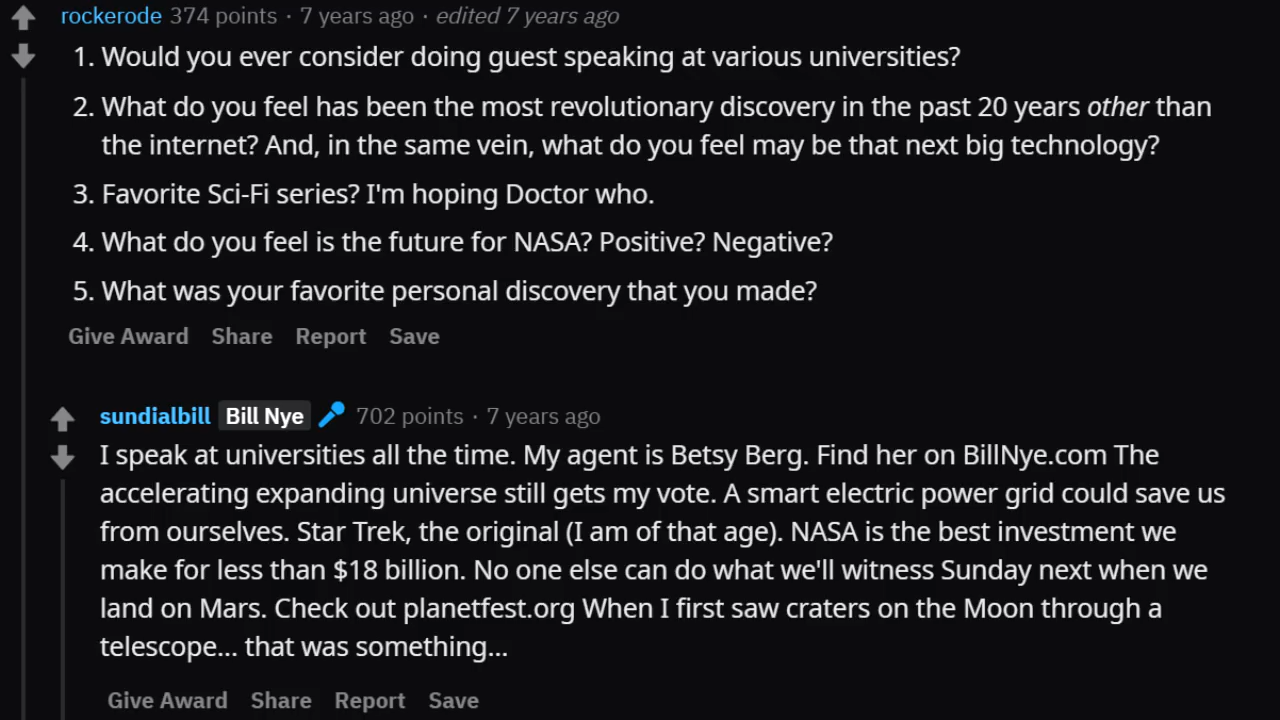 rockerode 374 points · 7 years ago · edited 7 years ago
1. Would you ever consider doing guest speaking at various universities?
2. What do you feel has been the most revolutionary discovery in the past 20 years other than
the internet? And, in the same vein, what do you feel may be that next big technology?
3. Favorite Sci-Fi series? I'm hoping Doctor who.
4. What do you feel is the future for NASA? Positive? Negative?
5. What was your favorite personal discovery that you made?
Give Award Share Report Save
sundialbill Bill Nye 702 points · 7 years ago
I speak at universities all the time. My agent is Betsy Berg. Find her on BillNye.com The
accelerating expanding universe still gets my vote. A smart electric power grid could save us
from ourselves. Star Trek, the original (I am of that age). NASA is the best investment we
make for less than $18 billion. No one else can do what we'll witness Sunday next when we
land on Mars. Check out planetfest.org When I first saw craters on the Moon through a
telescope... that was something...
Give Award Share Report Save